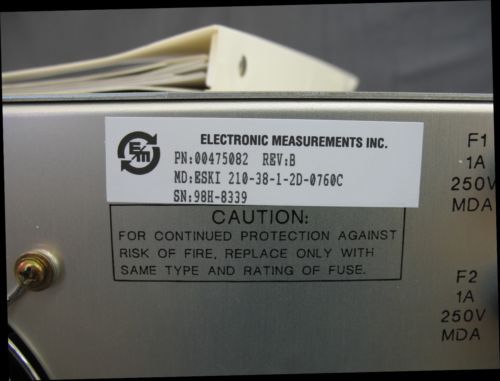 E/M
ELECTRONIC MEASUREMENTS INC.
PN:00475082 REV:B
MD:ESKI 210-38-1-2D-0760C
SN:98H-8339
CAUTION:
FOR CONTINUED PROTECTION AGAINST
RISK OF FIRE, REPLACE ONLY WITH
SAME TYPE AND RATING OF FUSE.
F1
1A
250V
MDA
F2
1A
250V
MDA